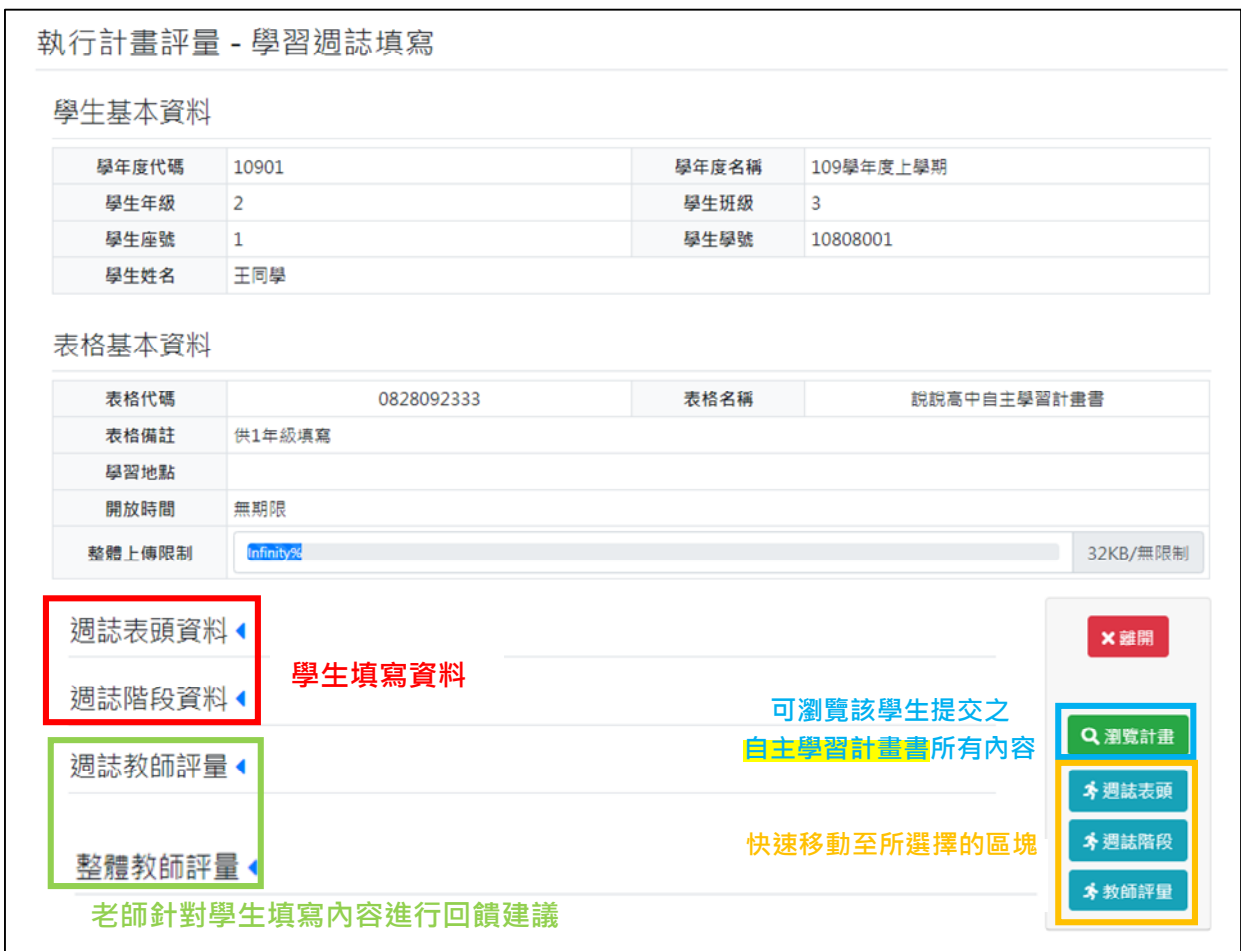 執行計畫評量 - 學習週誌填寫
學生基本資料
學年度代碼 10901 學年度名稱 109學年度上學期
學生年級 2 學生班級 3
學生座號 1 學生學號 10808001
學生姓名 王同學
表格基本資料
表格代碼 0828092333 表格名稱 說說高中自主學習計畫書
表格備註 供1年級填寫
學習地點
開放時間 無期限
整體上傳限制 Infinity% 32KB/無限制
週誌表頭資料
離開
學生填寫資料
週誌階段資料
可瀏覽該學生提交之
自主學習計畫書所有內容
瀏覽計畫
週誌教師評量
週誌表頭
快速移動至所選擇的區塊
週誌階段
整體教師評量
教師評量
老師針對學生填寫內容進行回饋建議